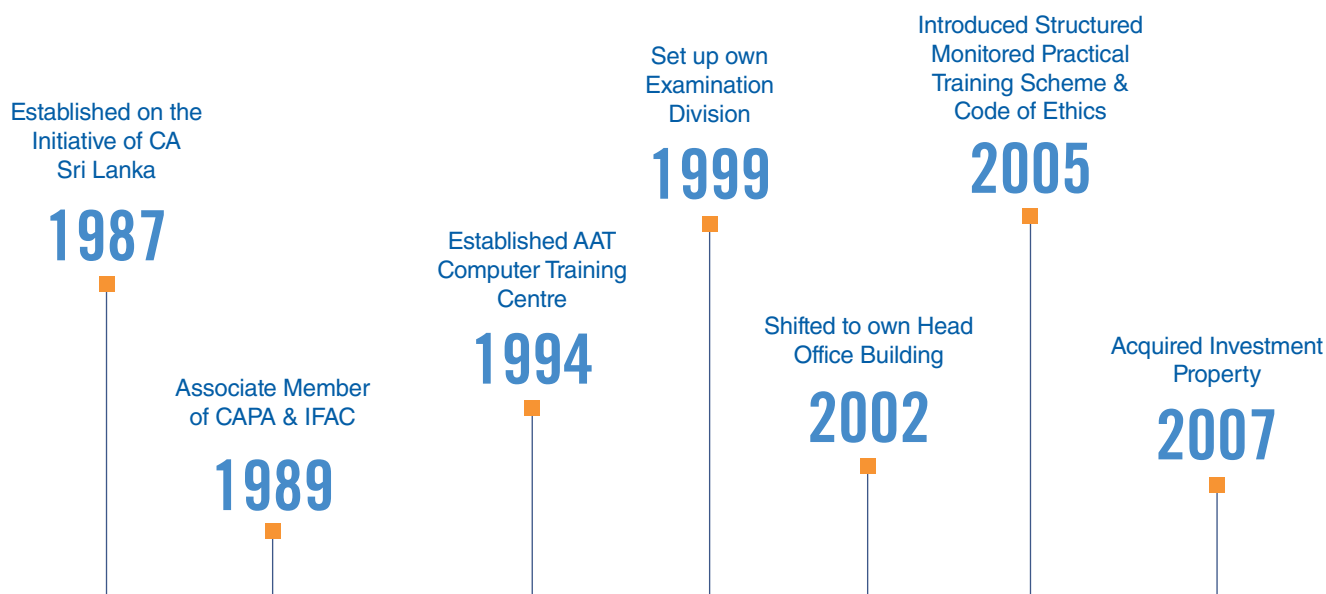 Established on the
Initiative of CA
Sri Lanka
1987
Associate Member
of CAPA & IFAC
1989
Established AAT
Computer Training
Centre
1994
Set up own
Examination
Division
1999
Shifted to own Head
Office Building
2002
Introduced Structured
Monitored Practical
Training Scheme &
Code of Ethics
2005
Acquired Investment
Property
2007